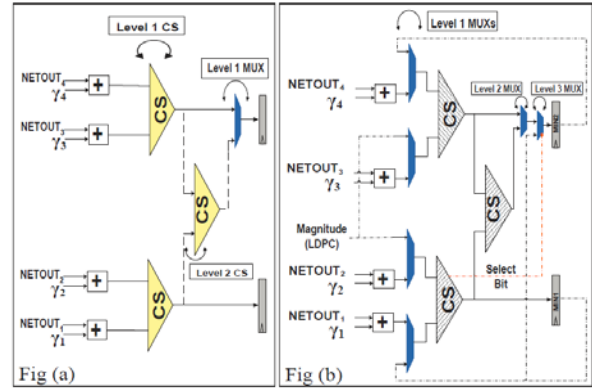 Level 1 CS
Level 1 MUX
NETOUT4
γ4
+
CS
NETOUT3
γ3
+
CS
Level 2 CS
NETOUT2
γ2
+
CS
NETOUT1
γ1
+
Fig (a)
Level 1 MUXs
Level 2 MUX
Level 3 MUX
NETOUT4
γ4
+
CS
MIN2
NETOUT3
γ3
+
CS
Magnitude
(LDPC)
NETOUT2
γ2
+
CS
Select
Bit
NETOUT1
γ1
+
MIN1
Fig (b)